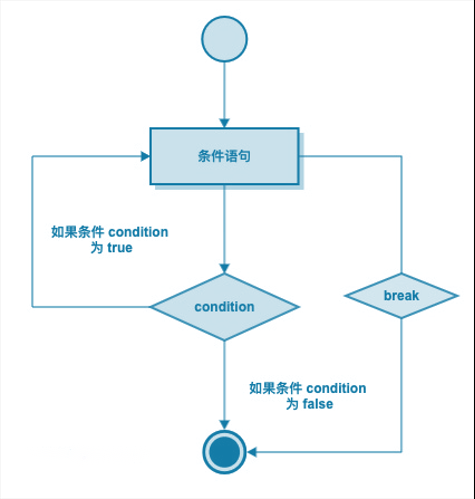 条件语句
如果条件 condition
为 true
condition
break
如果条件 condition
为 false